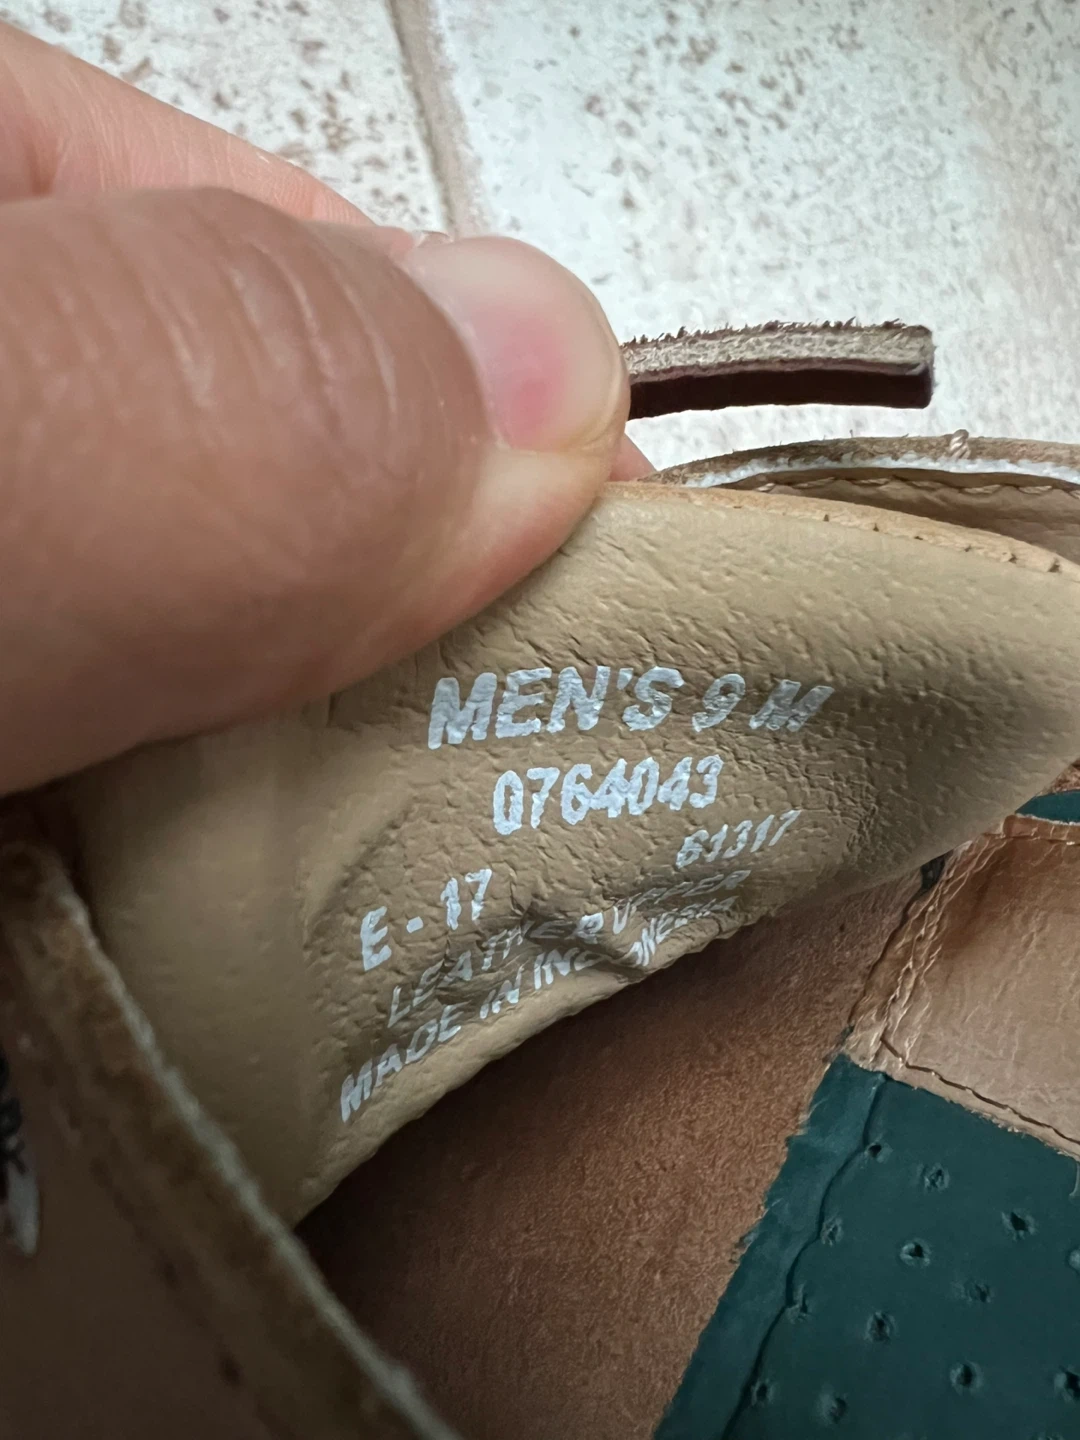 MEN'S 9 M
0764043
61317
E - 17
LEATHER UPPER
MADE IN INDONESIA